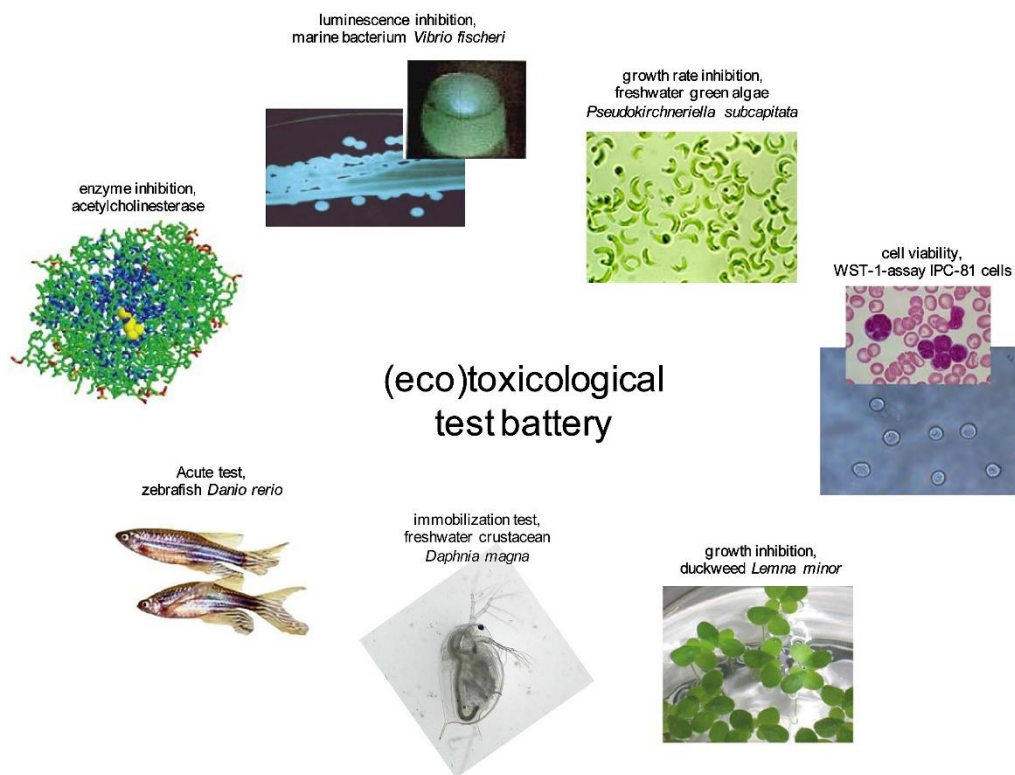 luminescence inhibition,
marine bacterium Vibrio fischeri
growth rate inhibition,
freshwater green algae
Pseudokirchneriella subcapitata
enzyme inhibition,
acetylcholinesterase
cell viability,
WST-1-assay IPC-81 cells
(eco)toxicological
test battery
Acute test,
zebrafish Danio rerio
immobilization test,
freshwater crustacean
Daphnia magna
growth inhibition,
duckweed Lemna minor